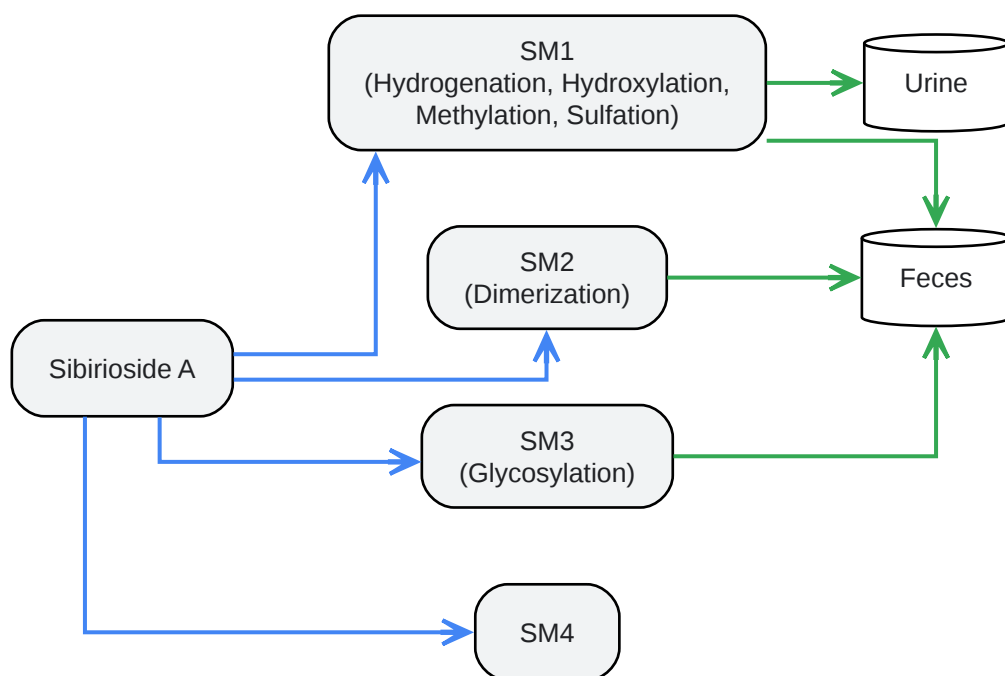 SM1
(Hydrogenation, Hydroxylation,
Methylation, Sulfation)
Urine
SM2
(Dimerization)
Feces
Sibirioside A
SM3
(Glycosylation)
SM4